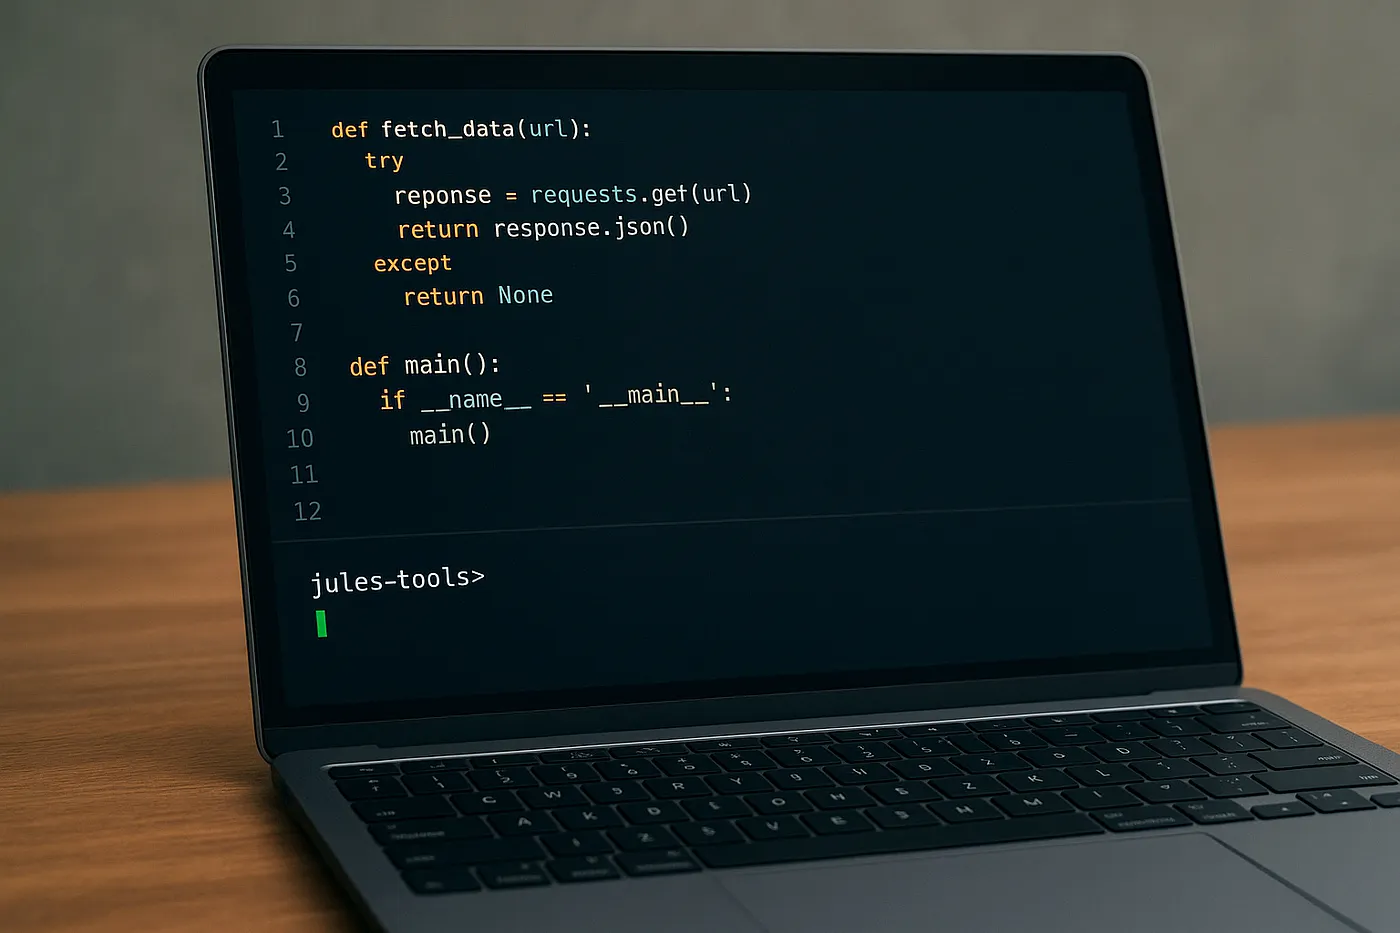 1 def fetch_data(url):
2 try
3 reponse = requests.get(url)
4 return response.json()
5 except
6 return None
7
8 def main():
9 if __name__ == '__main__':
10 main()
11
12
jules-tools>